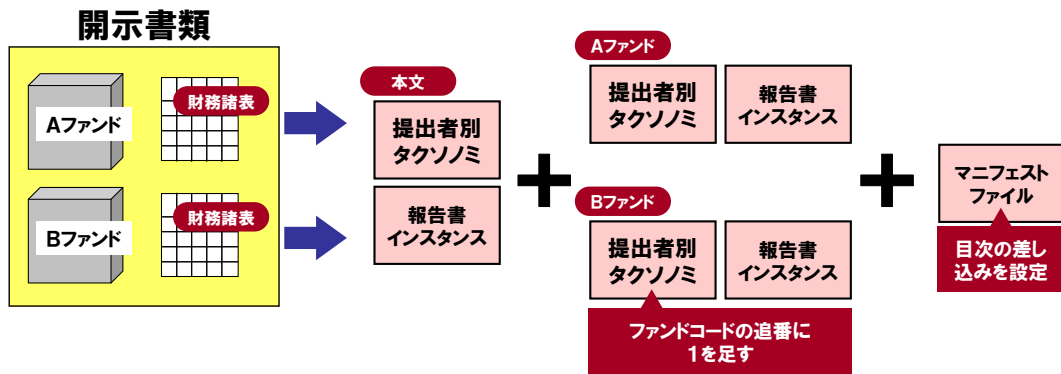 開示書類
Aファンド
財務諸表
Bファンド
財務諸表
本文
提出者別
タクソノミ
報告書
インスタンス
Aファンド
提出者別
タクソノミ
報告書
インスタンス
Bファンド
提出者別
タクソノミ
報告書
インスタンス
ファンドコードの追番に
1を足す
マニフェスト
ファイル
目次の差し
込みを設定